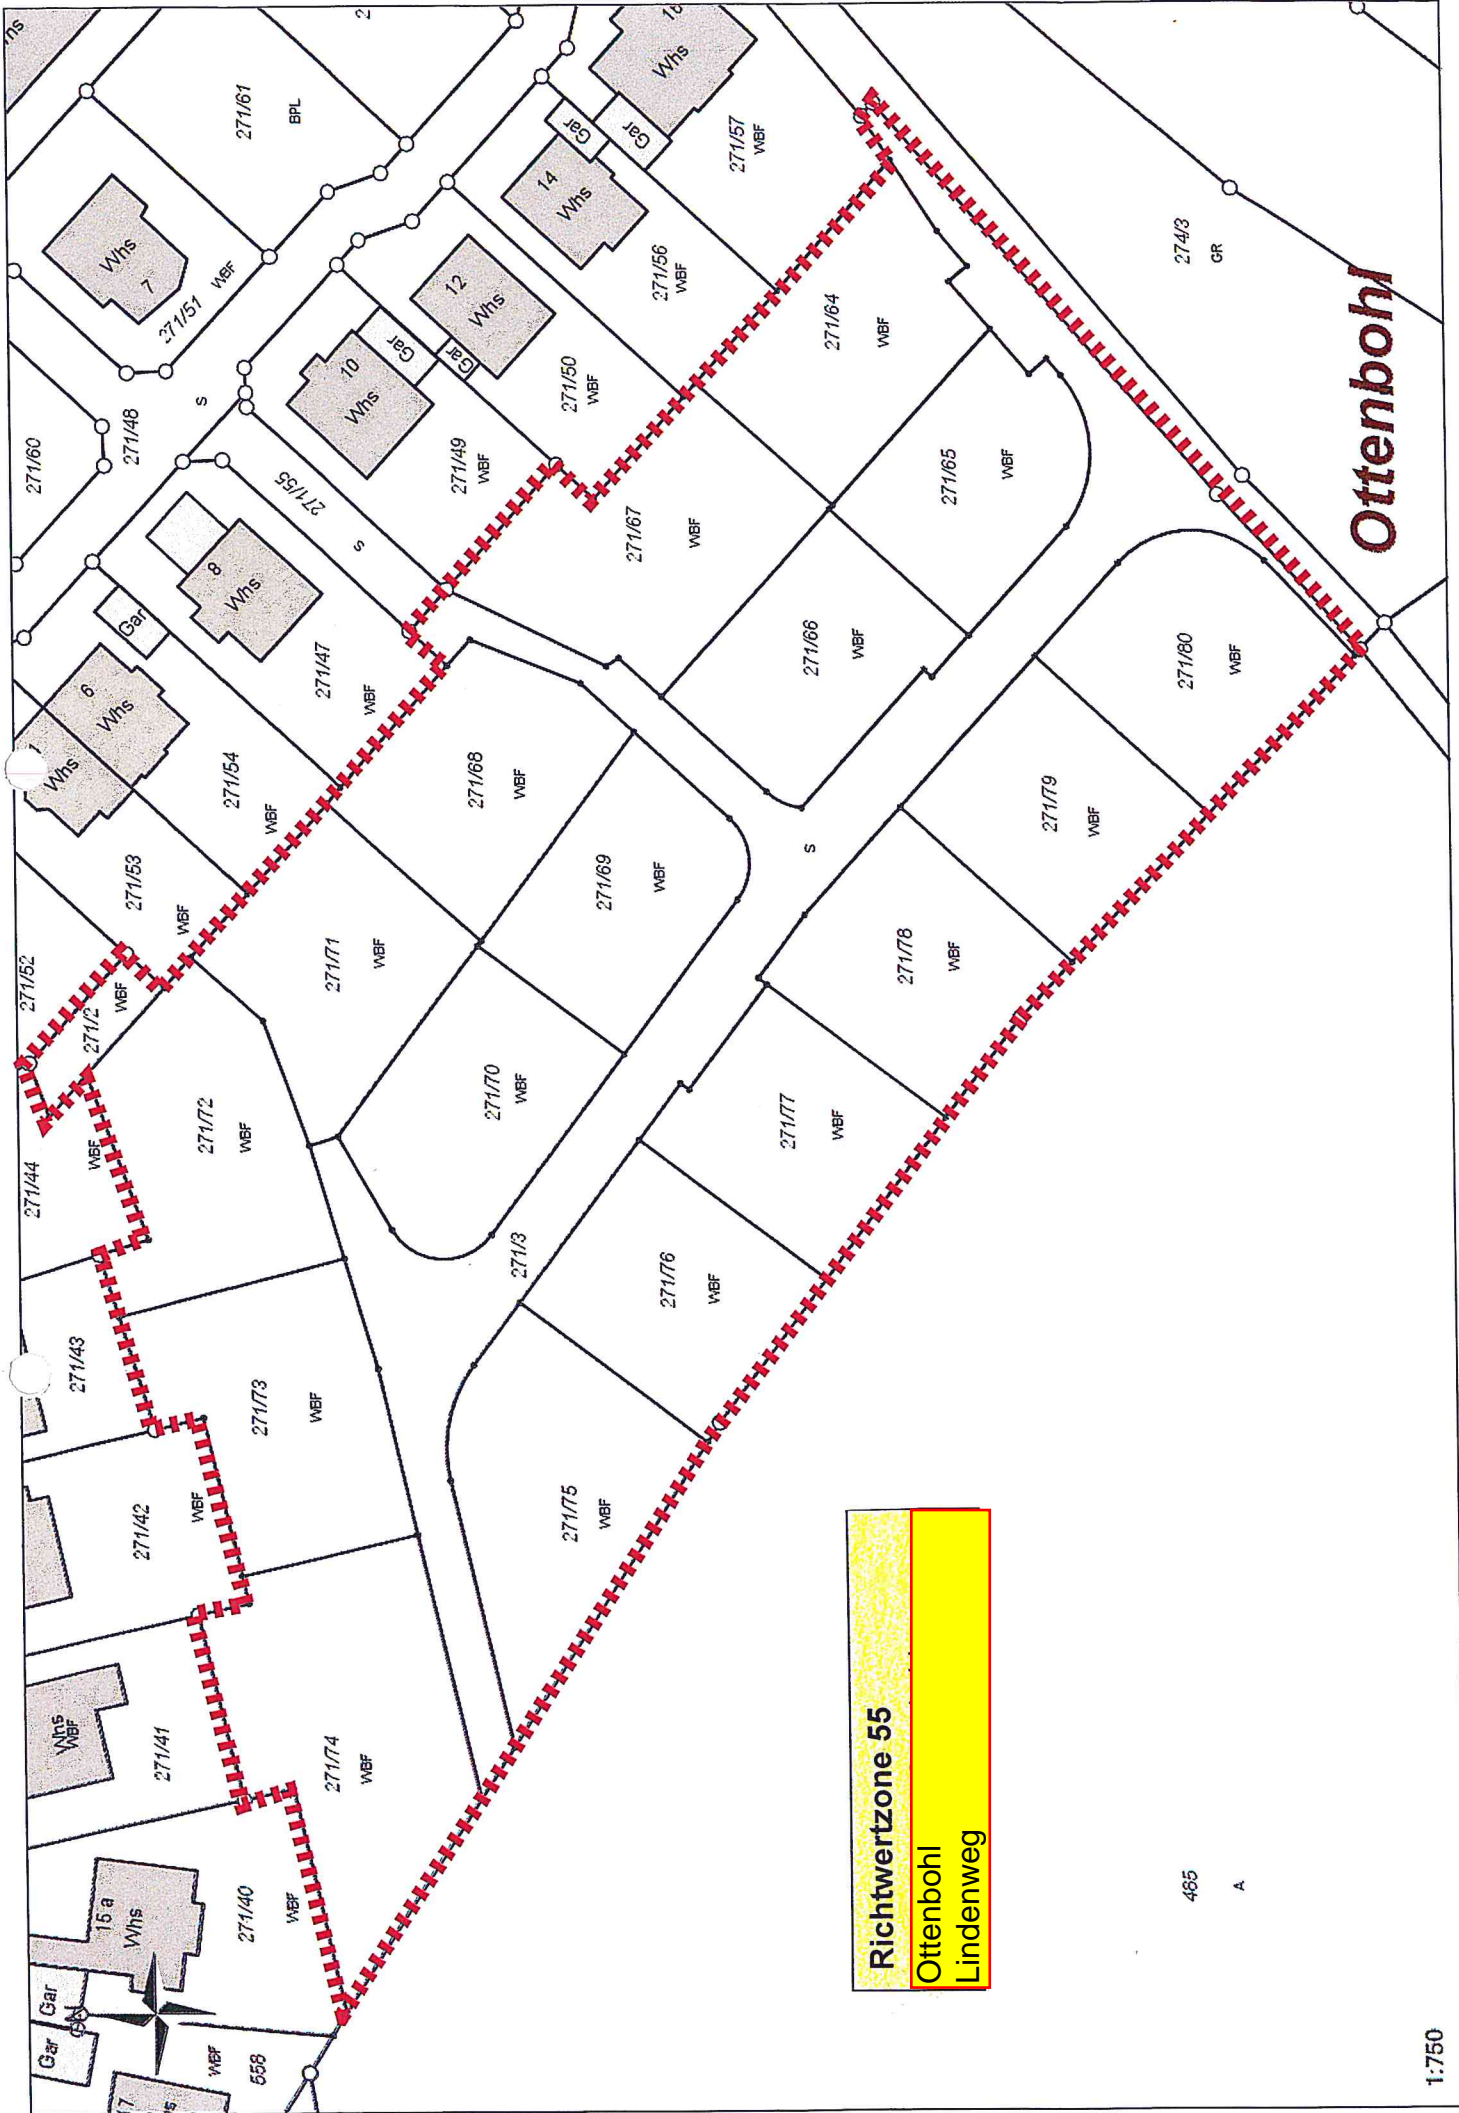 Gar
Gar
15 a
Whs
WBF
558
271/40
WBF
Whs
WBF
271/41
271/42
WBF
271/43
271/44
WBF
271/2
WBF
271/52
271/53
WBF
Whs
6
Whs
271/54
WBF
Gar
8
Whs
271/47
WBF
271/60
271/48
S
271/55
S
Whs
7
271/51
WBF
271/61
BPL
2
10
Whs
Gar
271/49
WBF
12
Whs
Gar
271/50
WBF
14
Whs
Gar
271/56
WBF
16
Whs
Gar
271/57
WBF
271/74
WBF
271/73
WBF
271/72
WBF
271/71
WBF
271/70
WBF
271/69
WBF
271/68
WBF
271/67
WBF
271/66
WBF
271/65
WBF
271/64
WBF
271/3
S
271/75
WBF
271/76
WBF
271/77
WBF
271/78
WBF
271/79
WBF
271/80
WBF
274/3
GR
Ottenbohl
Richtwertzone 55
Ottenbohl
Lindenweg
485
A
1:750